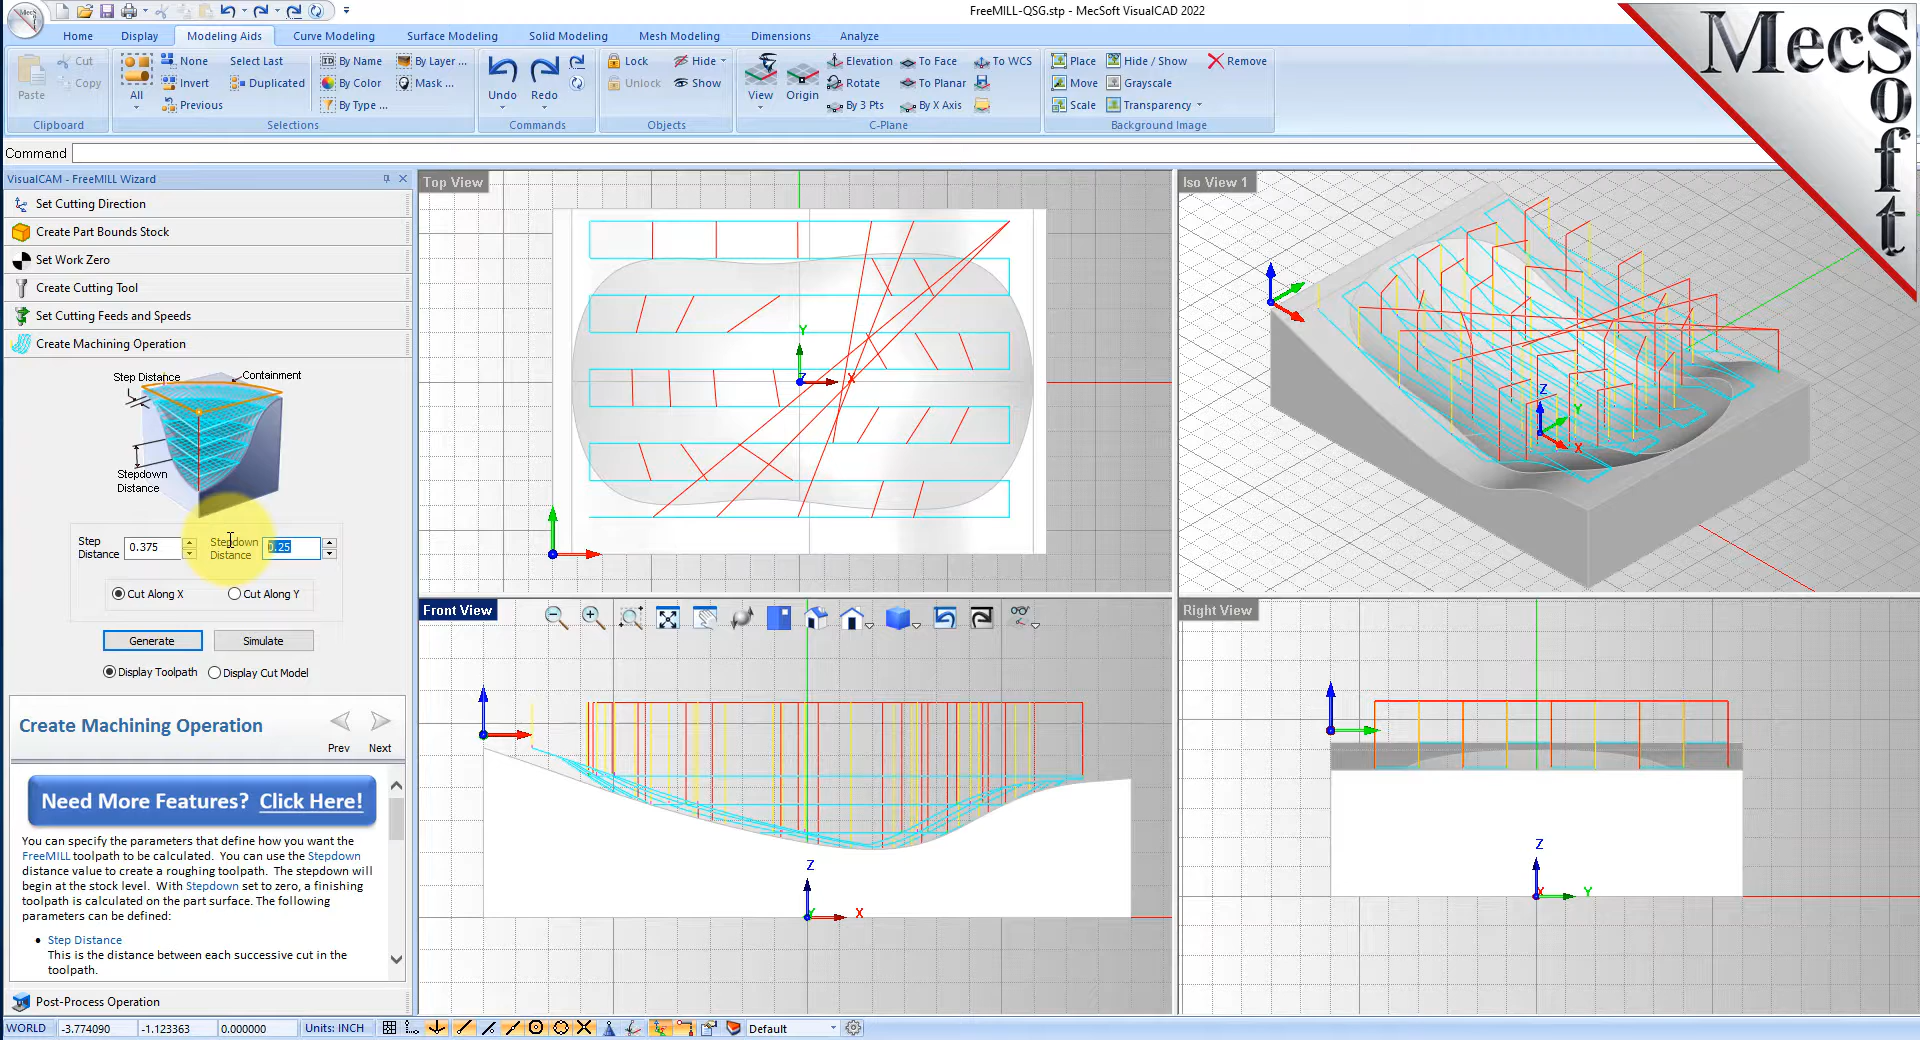 MecSoft
FreeMILL-QSG.stp - MecSoft VisualCAD 2022
Home Display Modeling Aids Curve Modeling Surface Modeling Solid Modeling Mesh Modeling Dimensions Analyze
Paste Cut Copy
Clipboard
All None Invert Previous Select Last Duplicated By Name By Color By Type ... By Layer ... Mask ...
Selections
Undo Redo
Commands
Lock Unlock Hide Show
Objects
View Origin Elevation Rotate By 3 Pts To Face To Planar By X Axis To WCS
C-Plane
Place Move Scale Hide / Show Grayscale Transparency Remove
Background Image
Command
VisualCAM - FreeMILL Wizard
Set Cutting Direction
Create Part Bounds Stock
Set Work Zero
Create Cutting Tool
Set Cutting Feeds and Speeds
Create Machining Operation
Step Distance
Containment
Stepdown
Distance
Step
Distance
0.375
Stepdown
Distance
0.25
Cut Along X Cut Along Y
Generate Simulate
Display Toolpath Display Cut Model
Create Machining Operation
Prev Next
Need More Features? Click Here!
You can specify the parameters that define how you want the
FreeMILL toolpath to be calculated. You can use the Stepdown
distance value to create a roughing toolpath. The stepdown will
begin at the stock level. With Stepdown set to zero, a finishing
toolpath is calculated on the part surface. The following
parameters can be defined:
• Step Distance
This is the distance between each successive cut in the
toolpath.
Post-Process Operation
Top View
Y
Z
X
Iso View 1
Z
Y
X
Front View
Z
Y
X
Right View
Z
X
Y
WORLD -3.774090 -1.123363 0.000000 Units: INCH Default